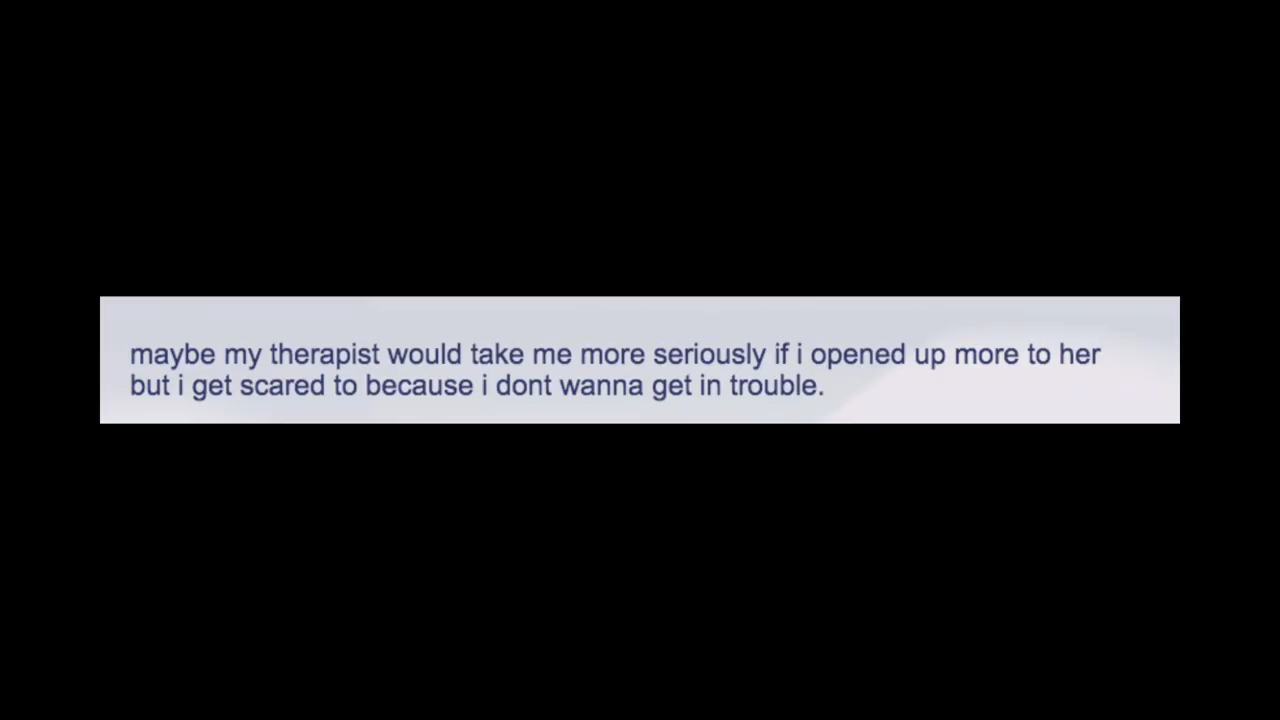 maybe my therapist would take me more seriously if i opened up more to her
but i get scared to because i dont wanna get in trouble.